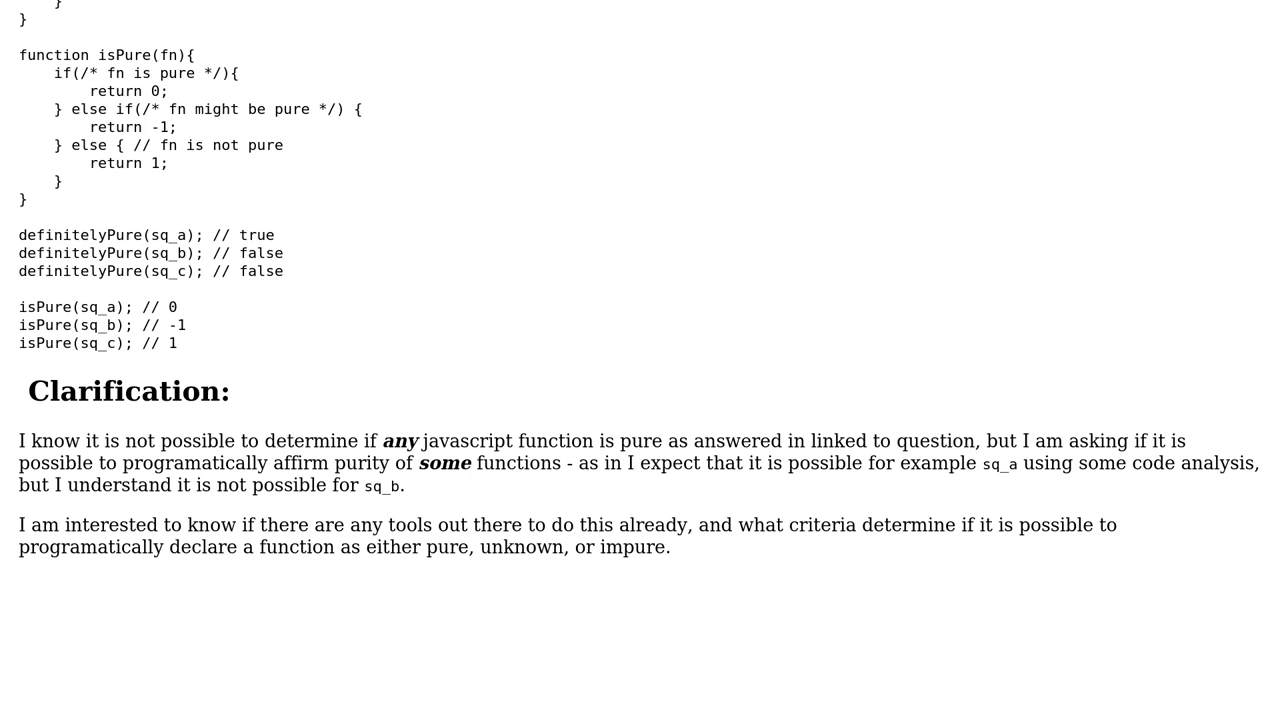 }
}

function isPure(fn){
    if(/* fn is pure */){
        return 0;
    } else if(/* fn might be pure */) {
        return -1;
    } else { // fn is not pure
        return 1;
    }
}

definitelyPure(sq_a); // true
definitelyPure(sq_b); // false
definitelyPure(sq_c); // false

isPure(sq_a); // 0
isPure(sq_b); // -1
isPure(sq_c); // 1

Clarification:

I know it is not possible to determine if any javascript function is pure as answered in linked to question, but I am asking if it is
possible to programatically affirm purity of some functions - as in I expect that it is possible for example sq_a using some code analysis,
but I understand it is not possible for sq_b.

I am interested to know if there are any tools out there to do this already, and what criteria determine if it is possible to
programatically declare a function as either pure, unknown, or impure.